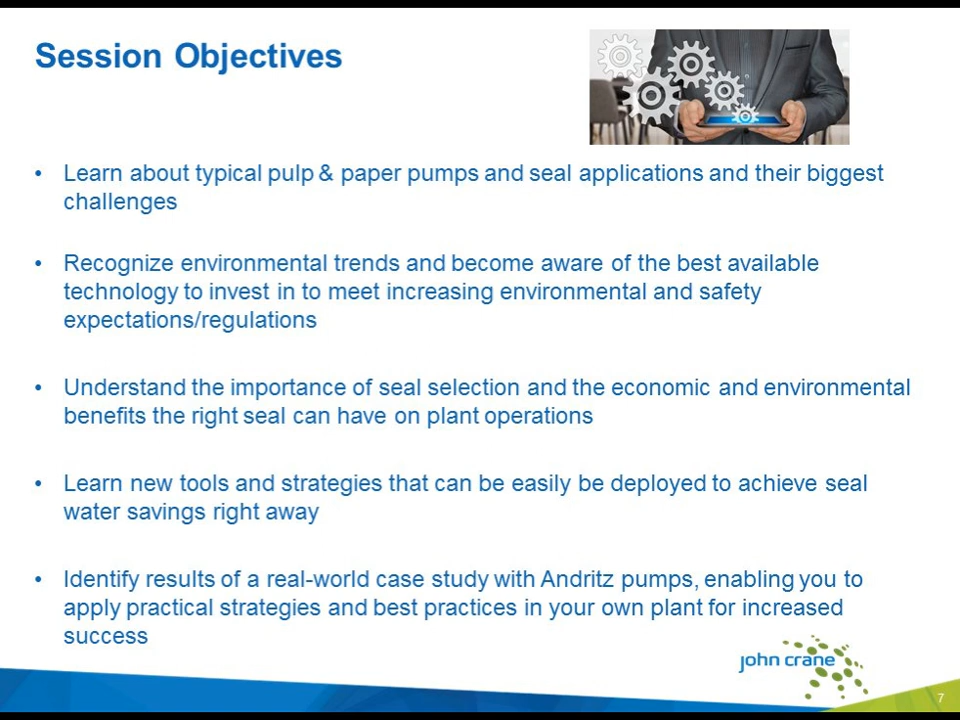 Session Objectives
• Learn about typical pulp & paper pumps and seal applications and their biggest
challenges
• Recognize environmental trends and become aware of the best available
technology to invest in to meet increasing environmental and safety
expectations/regulations
• Understand the importance of seal selection and the economic and environmental
benefits the right seal can have on plant operations
• Learn new tools and strategies that can be easily be deployed to achieve seal
water savings right away
• Identify results of a real-world case study with Andritz pumps, enabling you to
apply practical strategies and best practices in your own plant for increased
success
john crane
7